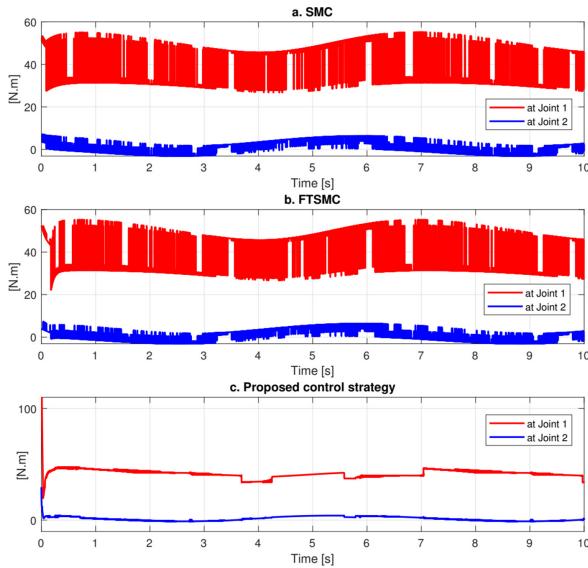 a. SMC
60
40
20
0
[N.m]
at Joint 1
at Joint 2
0 1 2 3 4 5 6 7 8 9 10
Time [s]
b. FTSMC
60
40
20
0
[N.m]
at Joint 1
at Joint 2
0 1 2 3 4 5 6 7 8 9 10
Time [s]
c. Proposed control strategy
100
50
0
[N.m]
at Joint 1
at Joint 2
0 1 2 3 4 5 6 7 8 9 10
Time [s]